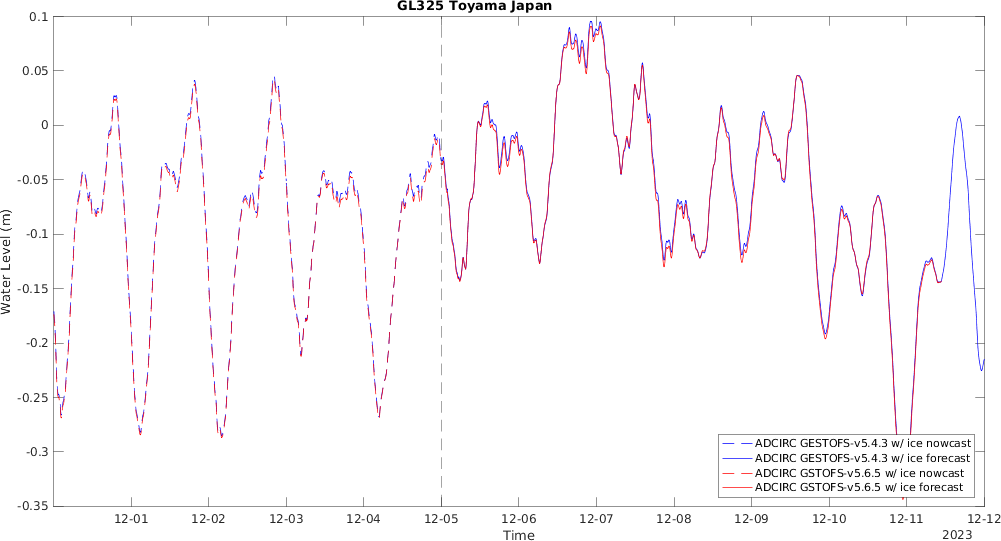 GL325 Toyama Japan
0.1
0.05
0
-0.05
-0.1
-0.15
-0.2
-0.25
-0.3
-0.35
Water Level (m)
ADCIRC GESTOFS-v5.4.3 w/ ice nowcast
ADCIRC GESTOFS-v5.4.3 w/ ice forecast
ADCIRC GSTOFS-v5.6.5 w/ ice nowcast
ADCIRC GSTOFS-v5.6.5 w/ ice forecast
12-01 12-02 12-03 12-04 12-05 12-06 12-07 12-08 12-09 12-10 12-11 12-12
Time
2023